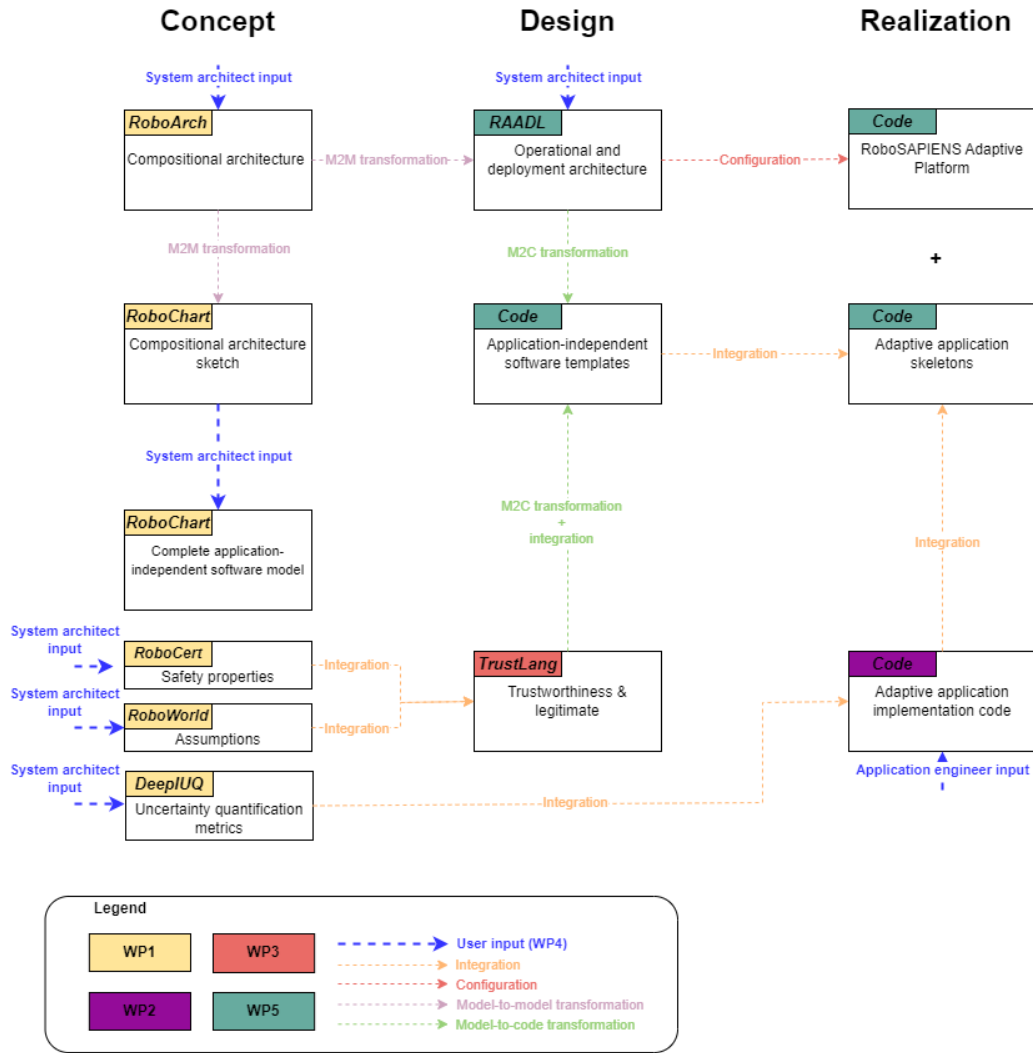 Concept
Design
Realization
System architect input
System architect input
RoboArch
Compositional architecture
M2M transformation
RAADL
Operational and
deployment architecture
Configuration
Code
RoboSAPIENS Adaptive
Platform
M2M transformation
M2C transformation
+
RoboChart
Compositional architecture
sketch
Code
Application-independent
software templates
Integration
Code
Adaptive application
skeletons
System architect input
RoboChart
Complete application-
independent software model
M2C transformation
+
integration
Integration
System architect
input
RoboCert
Safety properties
Integration
System architect
input
RoboWorld
Assumptions
Integration
TrustLang
Trustworthiness &
legitimate
Code
Adaptive application
implementation code
System architect
input
DeepIUQ
Uncertainty quantification
metrics
Integration
Application engineer input
Legend
WP1
WP3
WP2
WP5
User input (WP4)
Integration
Configuration
Model-to-model transformation
Model-to-code transformation